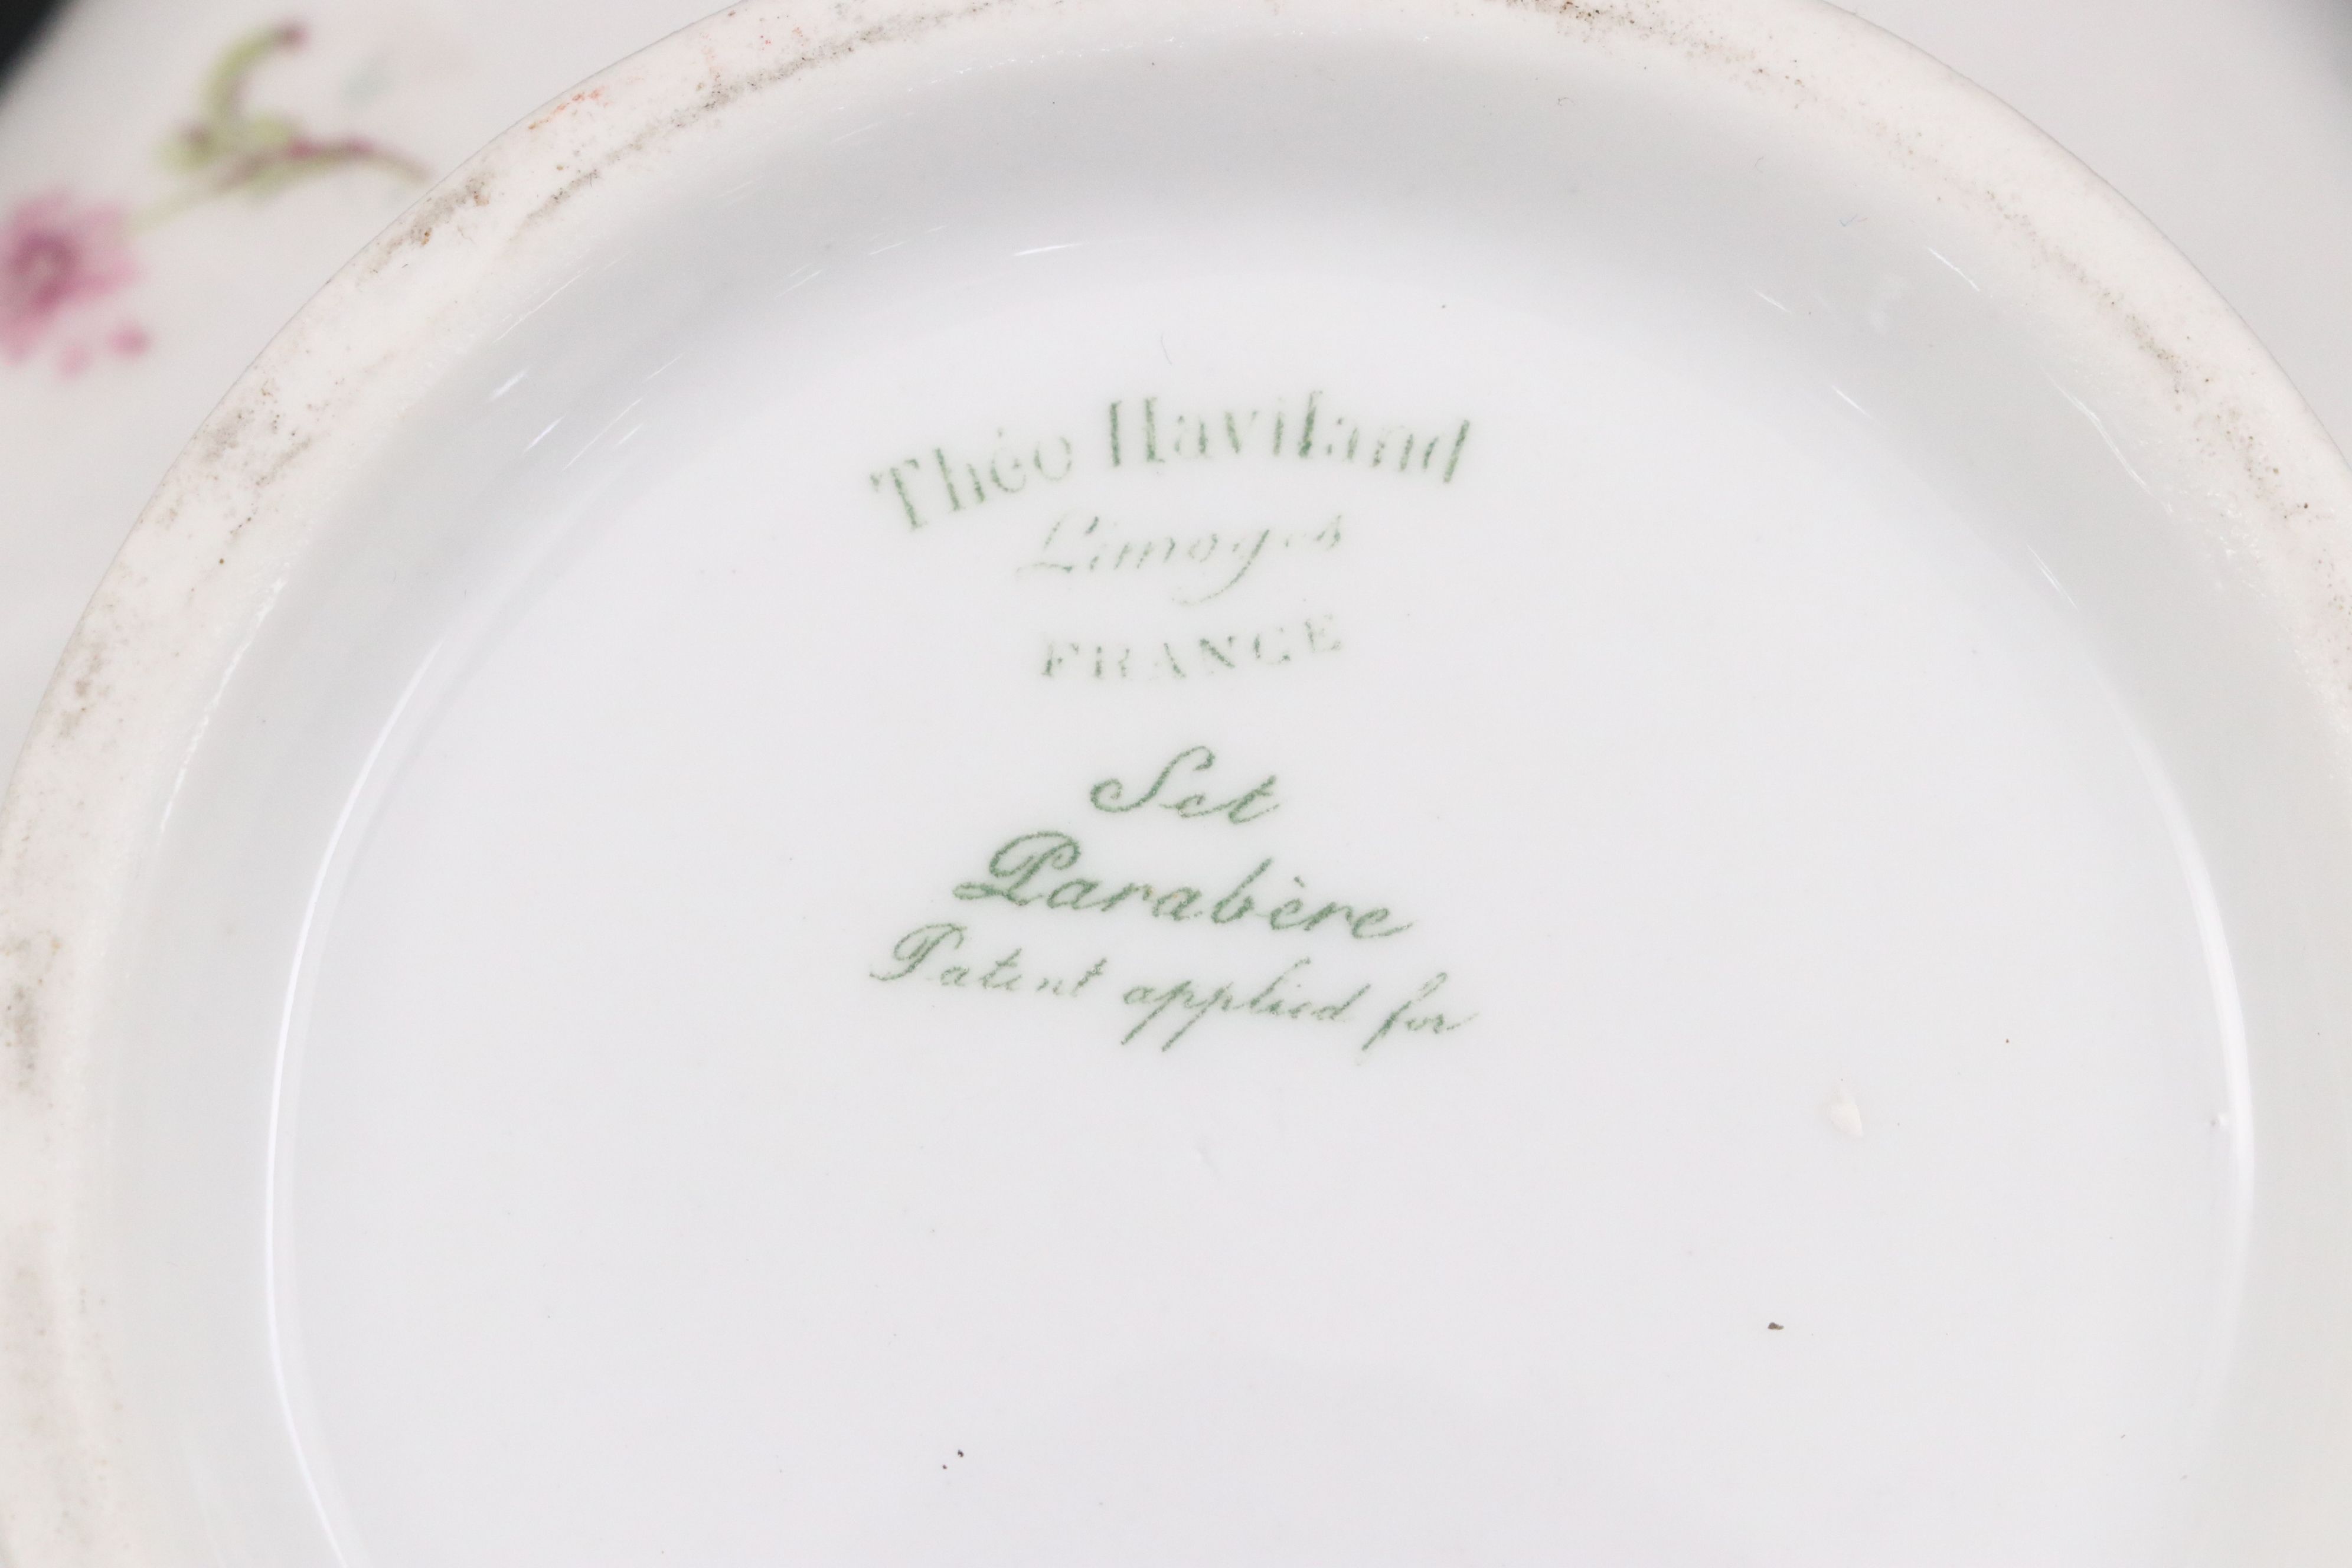 Théo Haviland
Limoges
FRANCE
Set
Parabère
Patent applied for